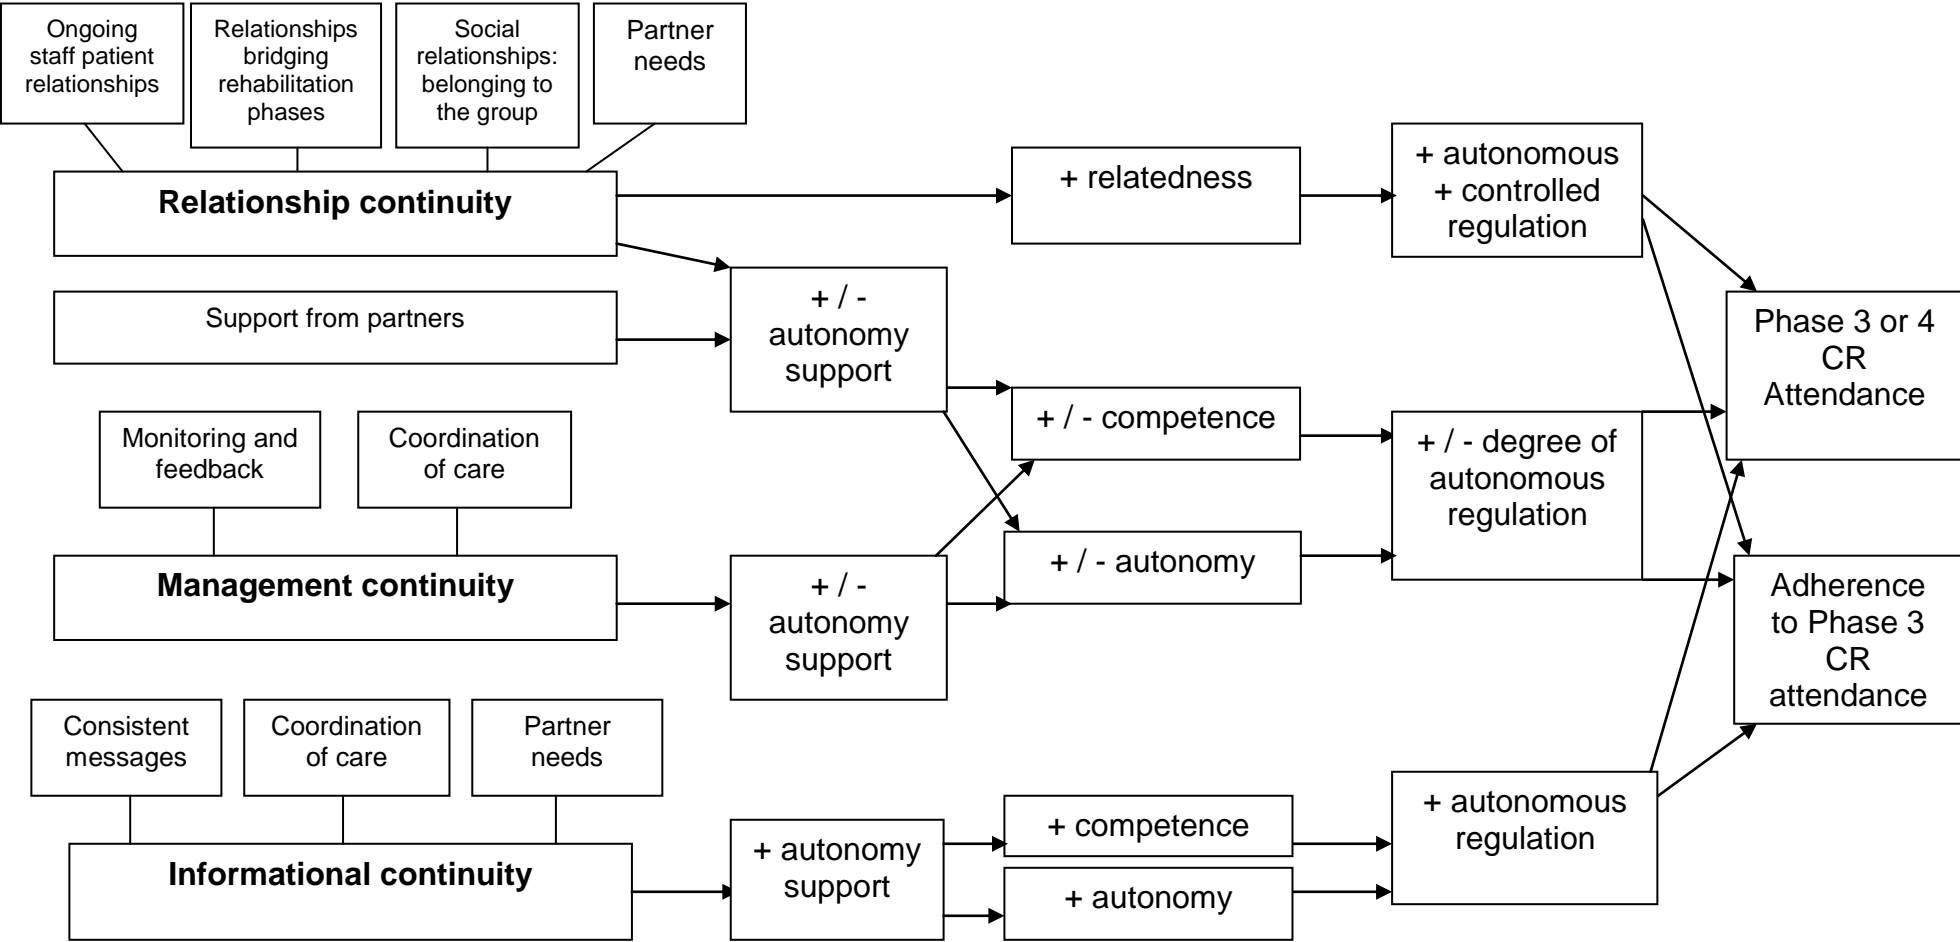 Ongoing
staff patient
relationships
Relationships
bridging
rehabilitation
phases
Social
relationships:
belonging to
the group
Partner
needs
Relationship continuity
+ relatedness
+ autonomous
+ controlled
regulation
Support from partners
+ / -
autonomy
support
Phase 3 or 4
CR
Attendance
Monitoring and
feedback
Coordination
of care
+ / - competence
+ / - degree of
autonomous
regulation
Management continuity
+ / -
autonomy
support
+ / - autonomy
Adherence
to Phase 3
CR
attendance
Consistent
messages
Coordination
of care
Partner
needs
Informational continuity
+ autonomy
support
+ competence
+ autonomy
+ autonomous
regulation